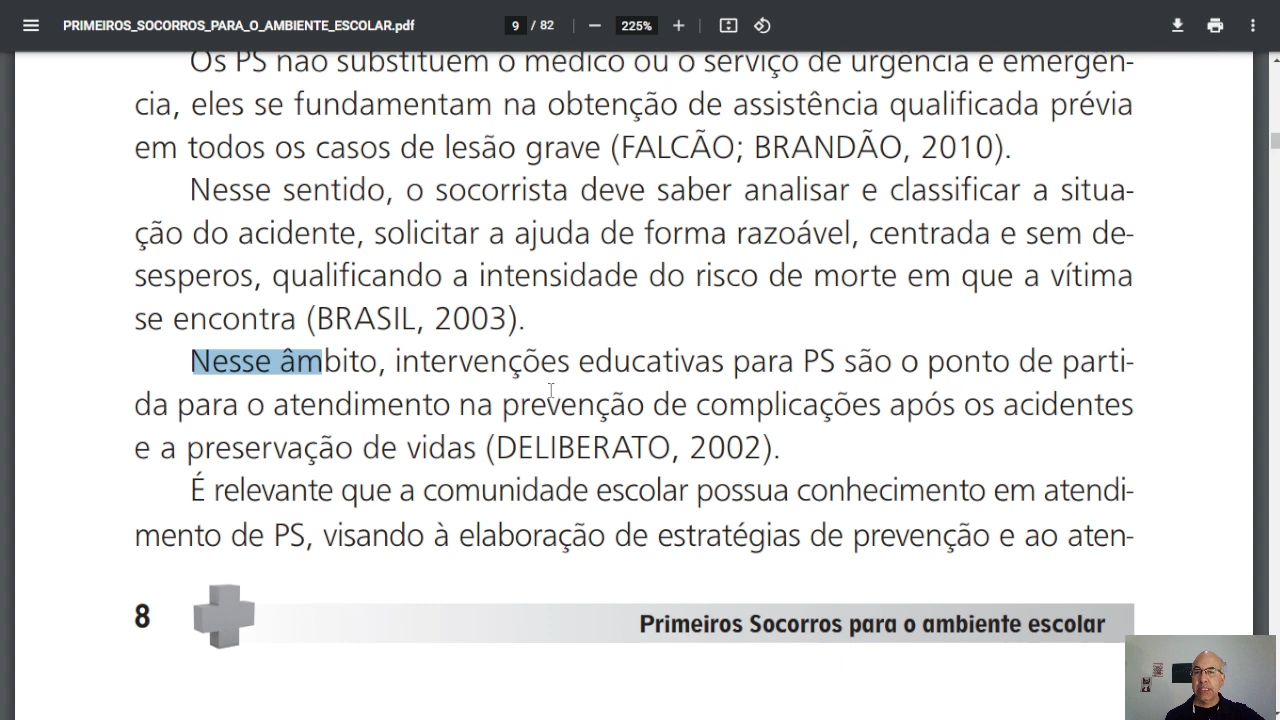 PRIMEIROS_SOCORROS_PARA_O_AMBIENTE_ESCOLAR.pdf
9 / 82
225%
Os PS não substituem o médico ou o serviço de urgência e emergên-
cia, eles se fundamentam na obtenção de assistência qualificada prévia
em todos os casos de lesão grave (FALCÃO; BRANDÃO, 2010).
Nesse sentido, o socorrista deve saber analisar e classificar a situa-
ção do acidente, solicitar a ajuda de forma razoável, centrada e sem de-
sesperos, qualificando a intensidade do risco de morte em que a vítima
se encontra (BRASIL, 2003).
Nesse âmbito, intervenções educativas para PS são o ponto de parti-
da para o atendimento na prevenção de complicações após os acidentes
e a preservação de vidas (DELIBERATO, 2002).
É relevante que a comunidade escolar possua conhecimento em atendi-
mento de PS, visando à elaboração de estratégias de prevenção e ao aten-
8
Primeiros Socorros para o ambiente escolar